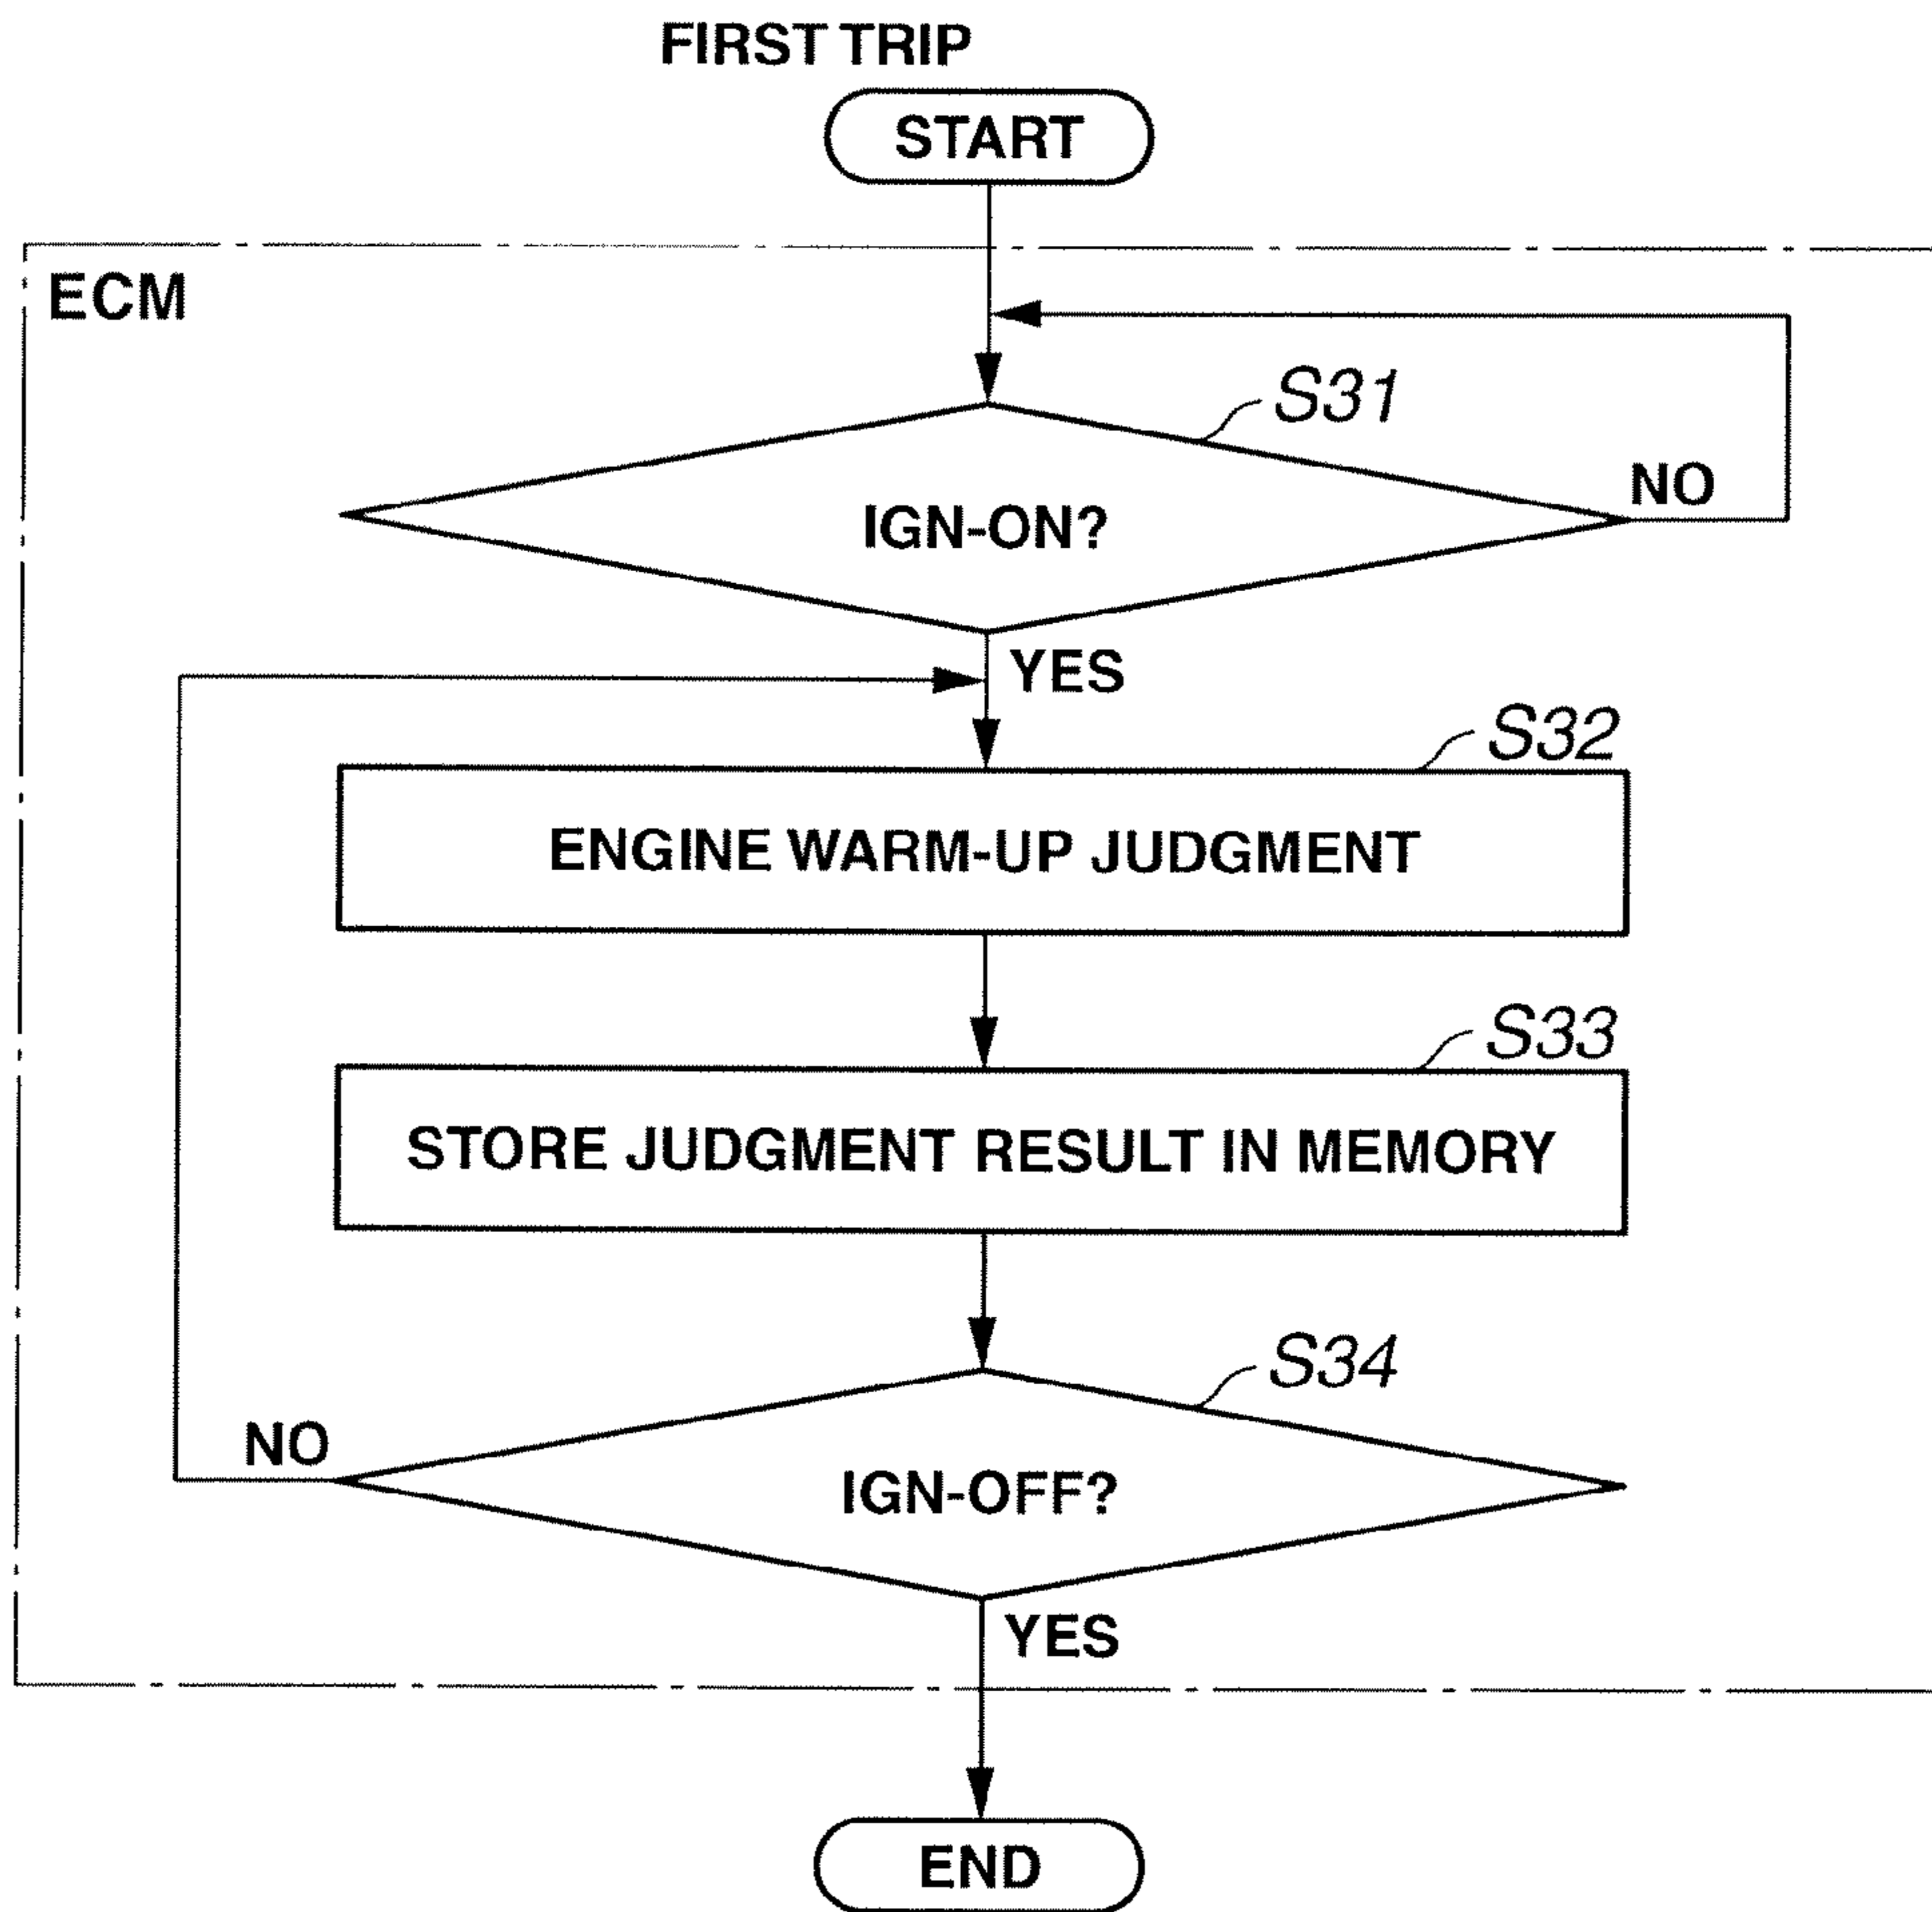 FIRST TRIP
START
ECM
S31
IGN-ON?
NO
YES
S32
ENGINE WARM-UP JUDGMENT
S33
STORE JUDGMENT RESULT IN MEMORY
S34
NO
IGN-OFF?
YES
END